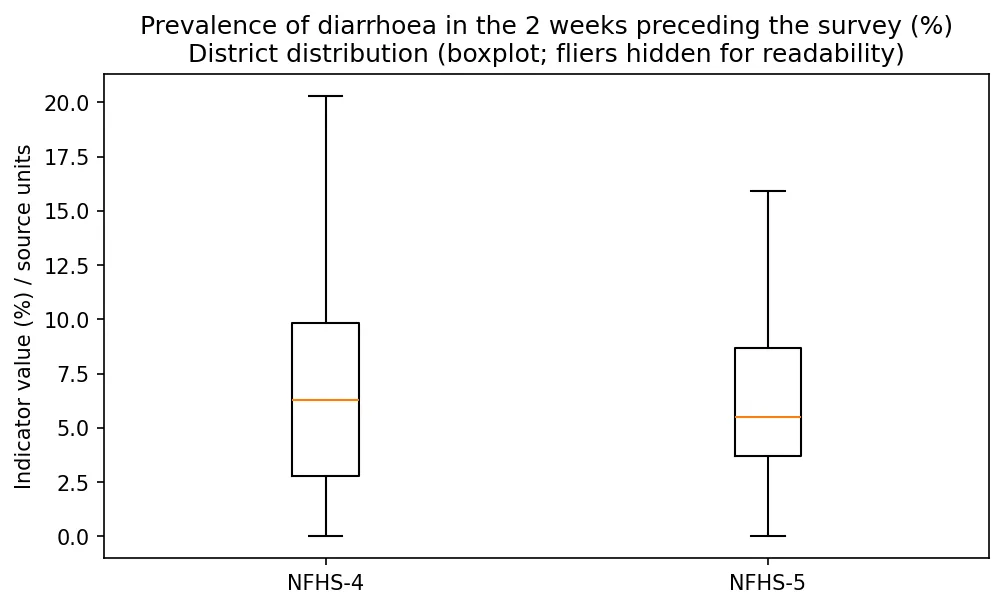 Prevalence of diarrhoea in the 2 weeks preceding the survey (%)
District distribution (boxplot; fliers hidden for readability)
Indicator value (%) / source units
20.0
17.5
15.0
12.5
10.0
7.5
5.0
2.5
0.0
NFHS-4
NFHS-5